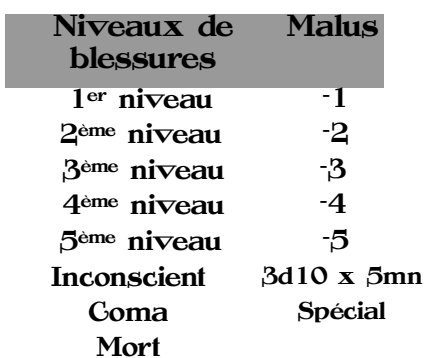 Niveaux de blessures Malus
1er niveau -1
2ème niveau -2
3ème niveau -3
4ème niveau -4
5ème niveau -5
Inconscient 3d10 x 5mn
Coma Spécial
Mort